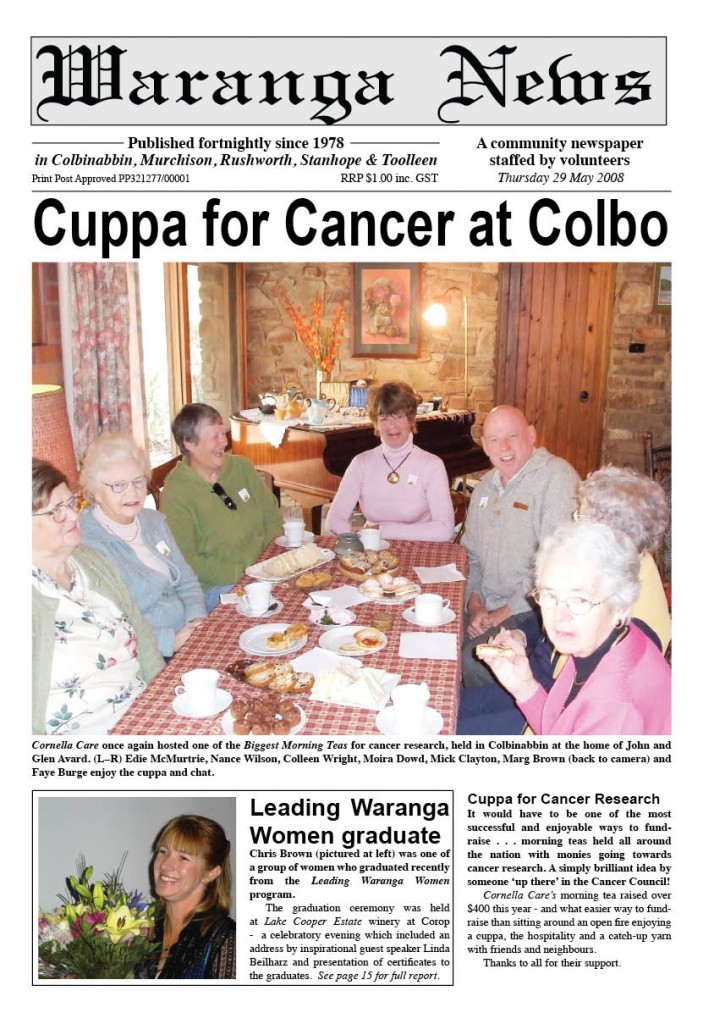 Waranga News
Published fortnightly since 1978
in Colbinabbin, Murchison, Rushworth, Stanhope & Toolleen
Print Post Approved PP321277/00001
RRP $1.00 inc. GST
A community newspaper
staffed by volunteers
Thursday 29 May 2008
Cuppa for Cancer at Colbo
Cornella Care once again hosted one of the Biggest Morning Teas for cancer research, held in Colbinabbin at the home of John and
Glen Avard. (L–R) Edie McMurtrie, Nance Wilson, Colleen Wright, Moira Dowd, Mick Clayton, Marg Brown (back to camera) and
Faye Burge enjoy the cuppa and chat.
Leading Waranga
Women graduate
Chris Brown (pictured at left) was one of
a group of women who graduated recently
from the Leading Waranga Women
program.
The graduation ceremony was held
at Lake Cooper Estate winery at Corop
- a celebratory evening which included an
address by inspirational guest speaker Linda
Beilharz and presentation of certificates to
the graduates. See page 15 for full report.
Cuppa for Cancer Research
It would have to be one of the most
successful and enjoyable ways to fund-
raise . . . morning teas held all around
the nation with monies going towards
cancer research. A simply brilliant idea by
someone ‘up there’ in the Cancer Council!
Cornella Care’s morning tea raised over
$400 this year - and what easier way to fund-
raise than sitting around an open fire enjoying
a cuppa, the hospitality and a catch-up yarn
with friends and neighbours.
Thanks to all for their support.